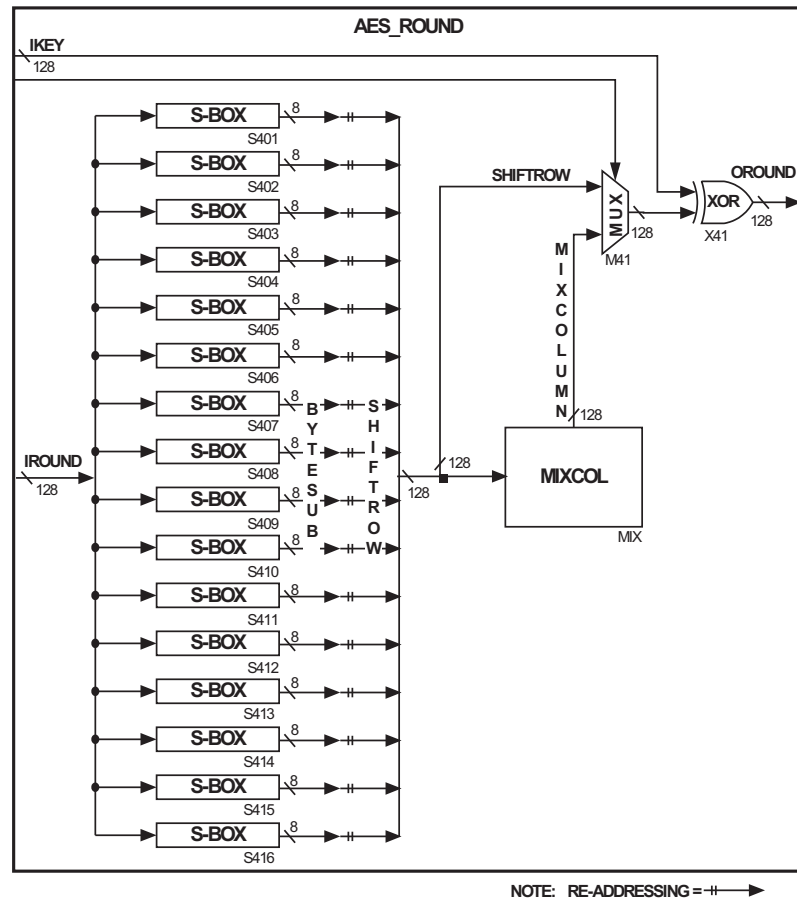 AES_ROUND
IKEY
128
S-BOX 8
S401
S-BOX 8
S402
S-BOX 8
S403
S-BOX 8
S404
S-BOX 8
S405
S-BOX 8
S406
S-BOX 8
S407
S-BOX 8
S408
S-BOX 8
S409
S-BOX 8
S410
S-BOX 8
S411
S-BOX 8
S412
S-BOX 8
S413
S-BOX 8
S414
S-BOX 8
S415
S-BOX 8
S416
IROUND
128
BYTESUB
SHIFTROW
128
128
SHIFTROW
MIXCOLUMN
128
MIXCOL
MIX
MUX
128
M41
XOR
X41
OROUND
128
NOTE: RE-ADDRESSING =